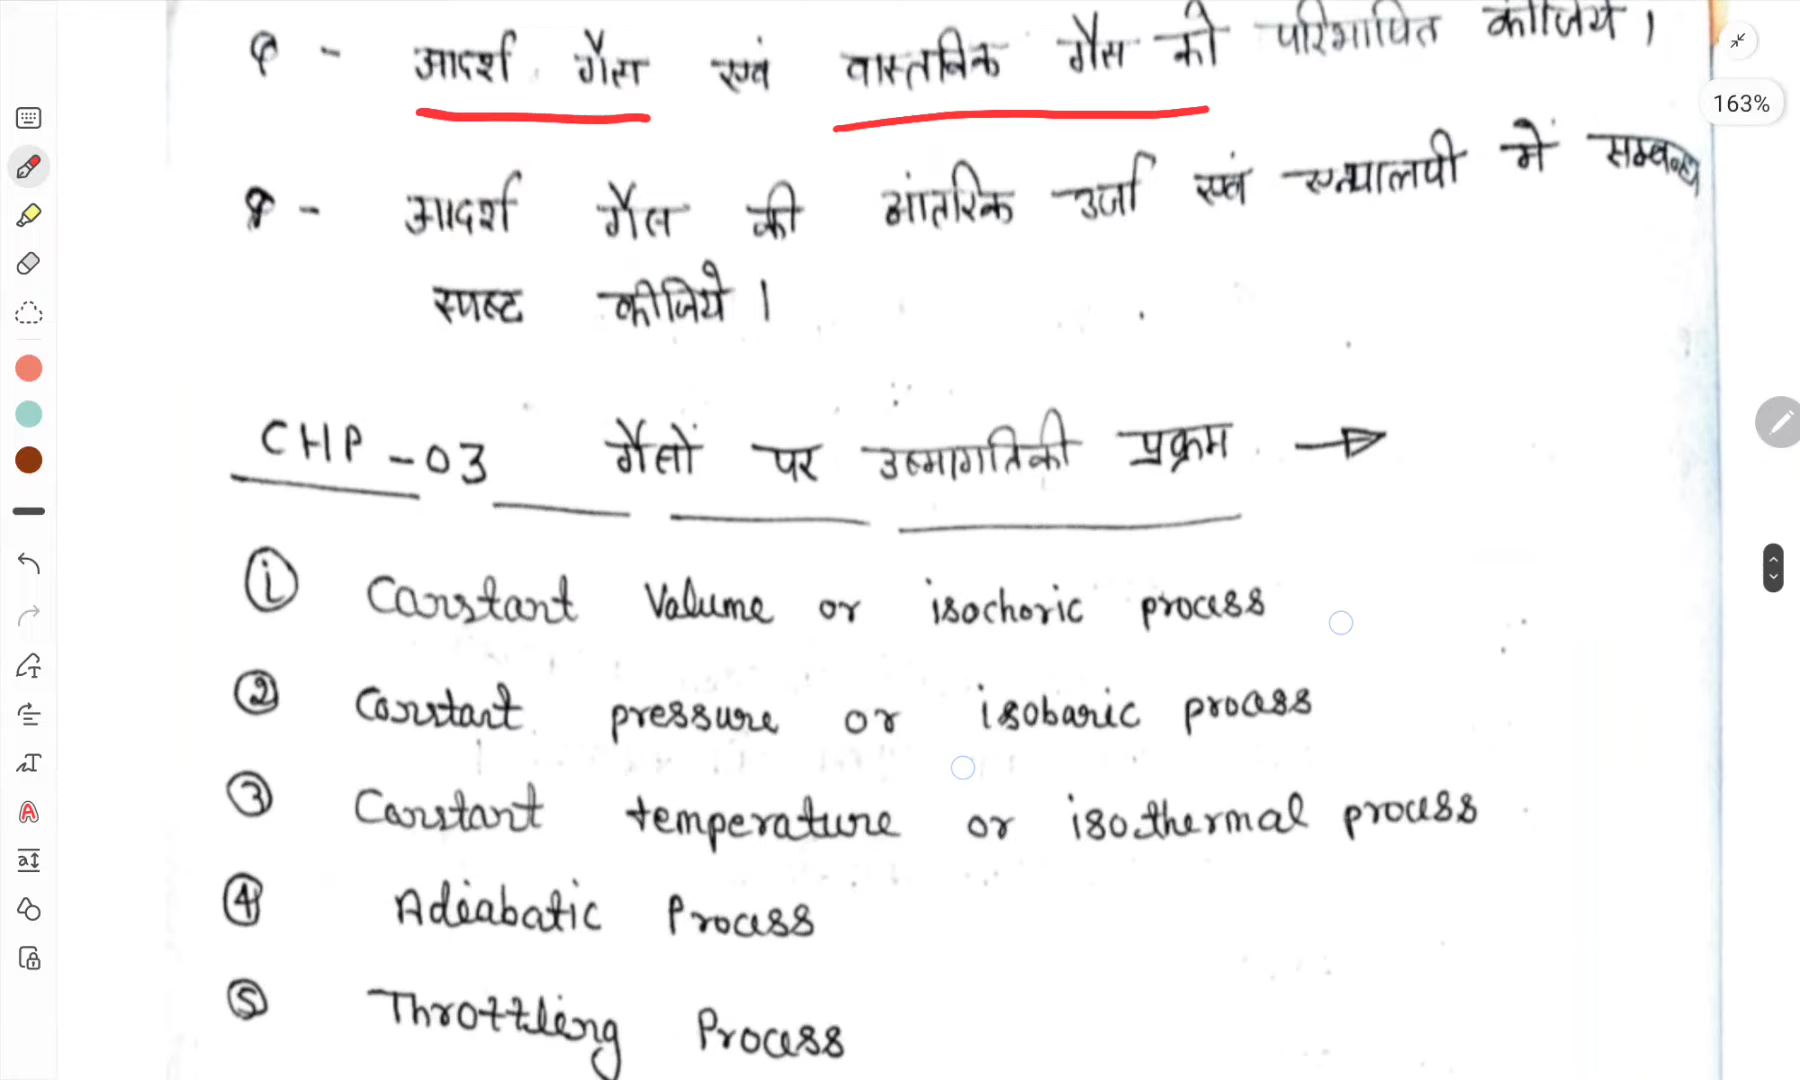 Q - आदर्श गैस एवं वास्तविक गैस को परिभाषित कीजिये।
163%
Q - आदर्श गैस की आंतरिक उर्जा एवं एन्थालपी में सम्बन्ध
स्पष्ट कीजिये।
CHP-03 गैसों पर उष्मागतिकी प्रक्रम →
① Constant Volume or isochoric process
② Constant pressure or isobaric process
③ Constant temperature or isothermal process
④ Adiabatic Process
⑤ Throttling Process